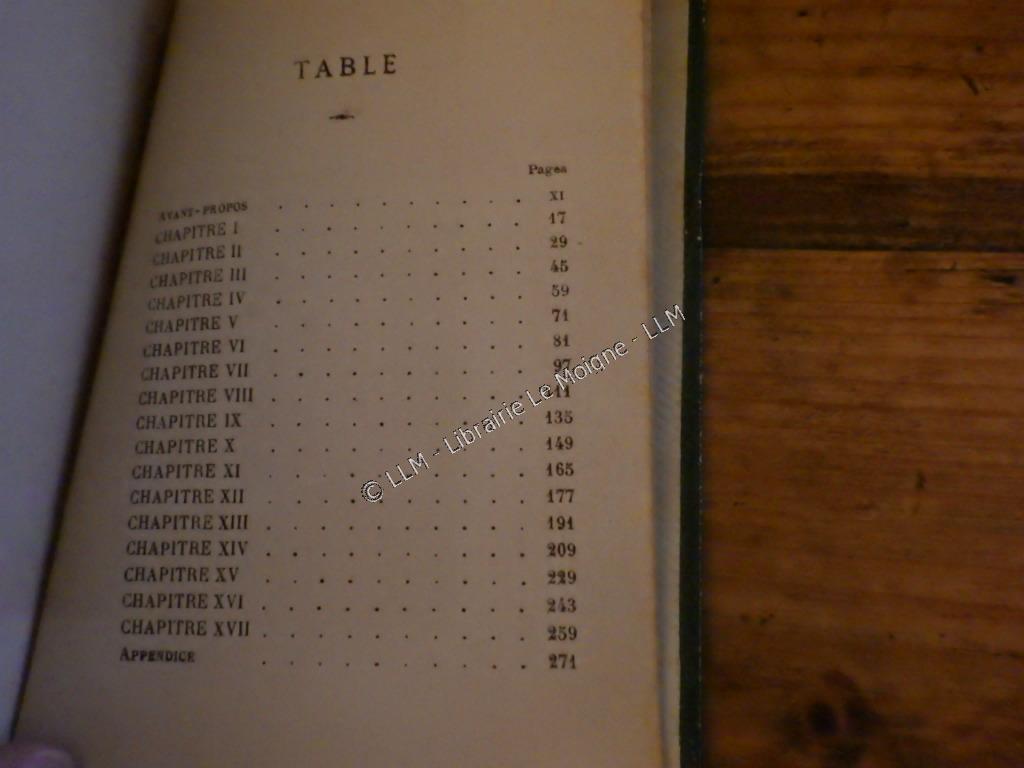 TABLE
Pages
AVANT-PROPOS . . . . . . . . . . XI
CHAPITRE I . . . . . . . . . . 17
CHAPITRE II . . . . . . . . . . 29
CHAPITRE III . . . . . . . . . . 45
CHAPITRE IV . . . . . . . . . . 59
CHAPITRE V . . . . . . . . . . 71
CHAPITRE VI . . . . . . . . . . 81
CHAPITRE VII . . . . . . . . . . 97
CHAPITRE VIII . . . . . . . . . .
CHAPITRE IX . . . . . . . . . . 135
CHAPITRE X . . . . . . . . . . 149
CHAPITRE XI . . . . . . . . . . 165
CHAPITRE XII . . . . . . . . . . 177
CHAPITRE XIII . . . . . . . . . . 191
CHAPITRE XIV . . . . . . . . . . 209
CHAPITRE XV . . . . . . . . . . 229
CHAPITRE XVI . . . . . . . . . . 243
CHAPITRE XVII . . . . . . . . . . 259
APPENDICE . . . . . . . . . . 271
© LLM - Librairie Le Moigne - LLM